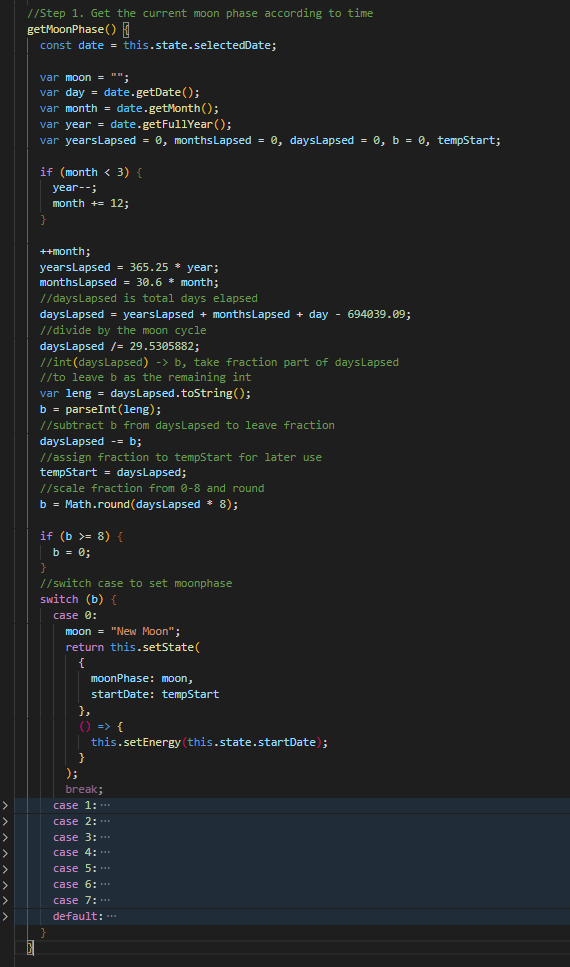 //Step 1. Get the current moon phase according to time
getMoonPhase() {
const date = this.state.selectedDate;
var moon = "";
var day = date.getDate();
var month = date.getMonth();
var year = date.getFullYear();
var yearsLapsed = 0, monthsLapsed = 0, daysLapsed = 0, b = 0, tempStart;
if (month < 3) {
year--;
month += 12;
}
++month;
yearsLapsed = 365.25 * year;
monthsLapsed = 30.6 * month;
//daysLapsed is total days elapsed
daysLapsed = yearsLapsed + monthsLapsed + day - 694039.09;
//divide by the moon cycle
daysLapsed /= 29.5305882;
//int(daysLapsed) -> b, take fraction part of daysLapsed
//to leave b as the remaining int
var leng = daysLapsed.toString();
b = parseInt(leng);
//subtract b from daysLapsed to leave fraction
daysLapsed -= b;
//assign fraction to tempStart for later use
tempStart = daysLapsed;
//scale fraction from 0-8 and round
b = Math.round(daysLapsed * 8);
if (b >= 8) {
b = 0;
}
//switch case to set moonphase
switch (b) {
case 0:
moon = "New Moon";
return this.setState(
{
moonPhase: moon,
startDate: tempStart
},
() => {
this.setEnergy(this.state.startDate);
}
);
break;
case 1:···
case 2:···
case 3:···
case 4:···
case 5:···
case 6:···
case 7:···
default:···
}
}